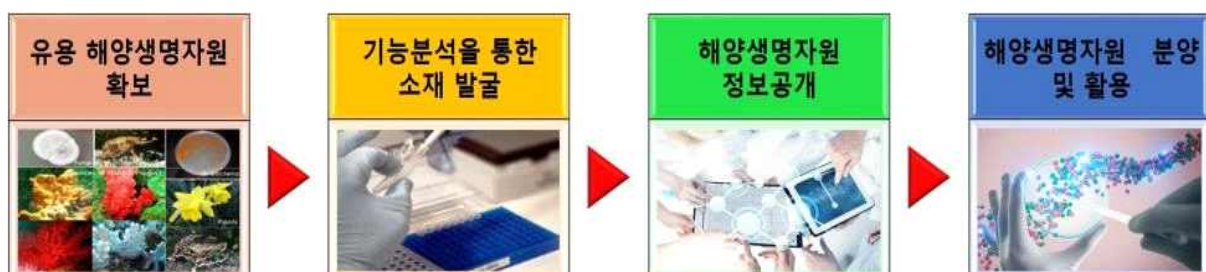 유용 해양생명자원
확보
기능분석을 통한
소재 발굴
해양생명자원
정보공개
해양생명자원 분양
및 활용